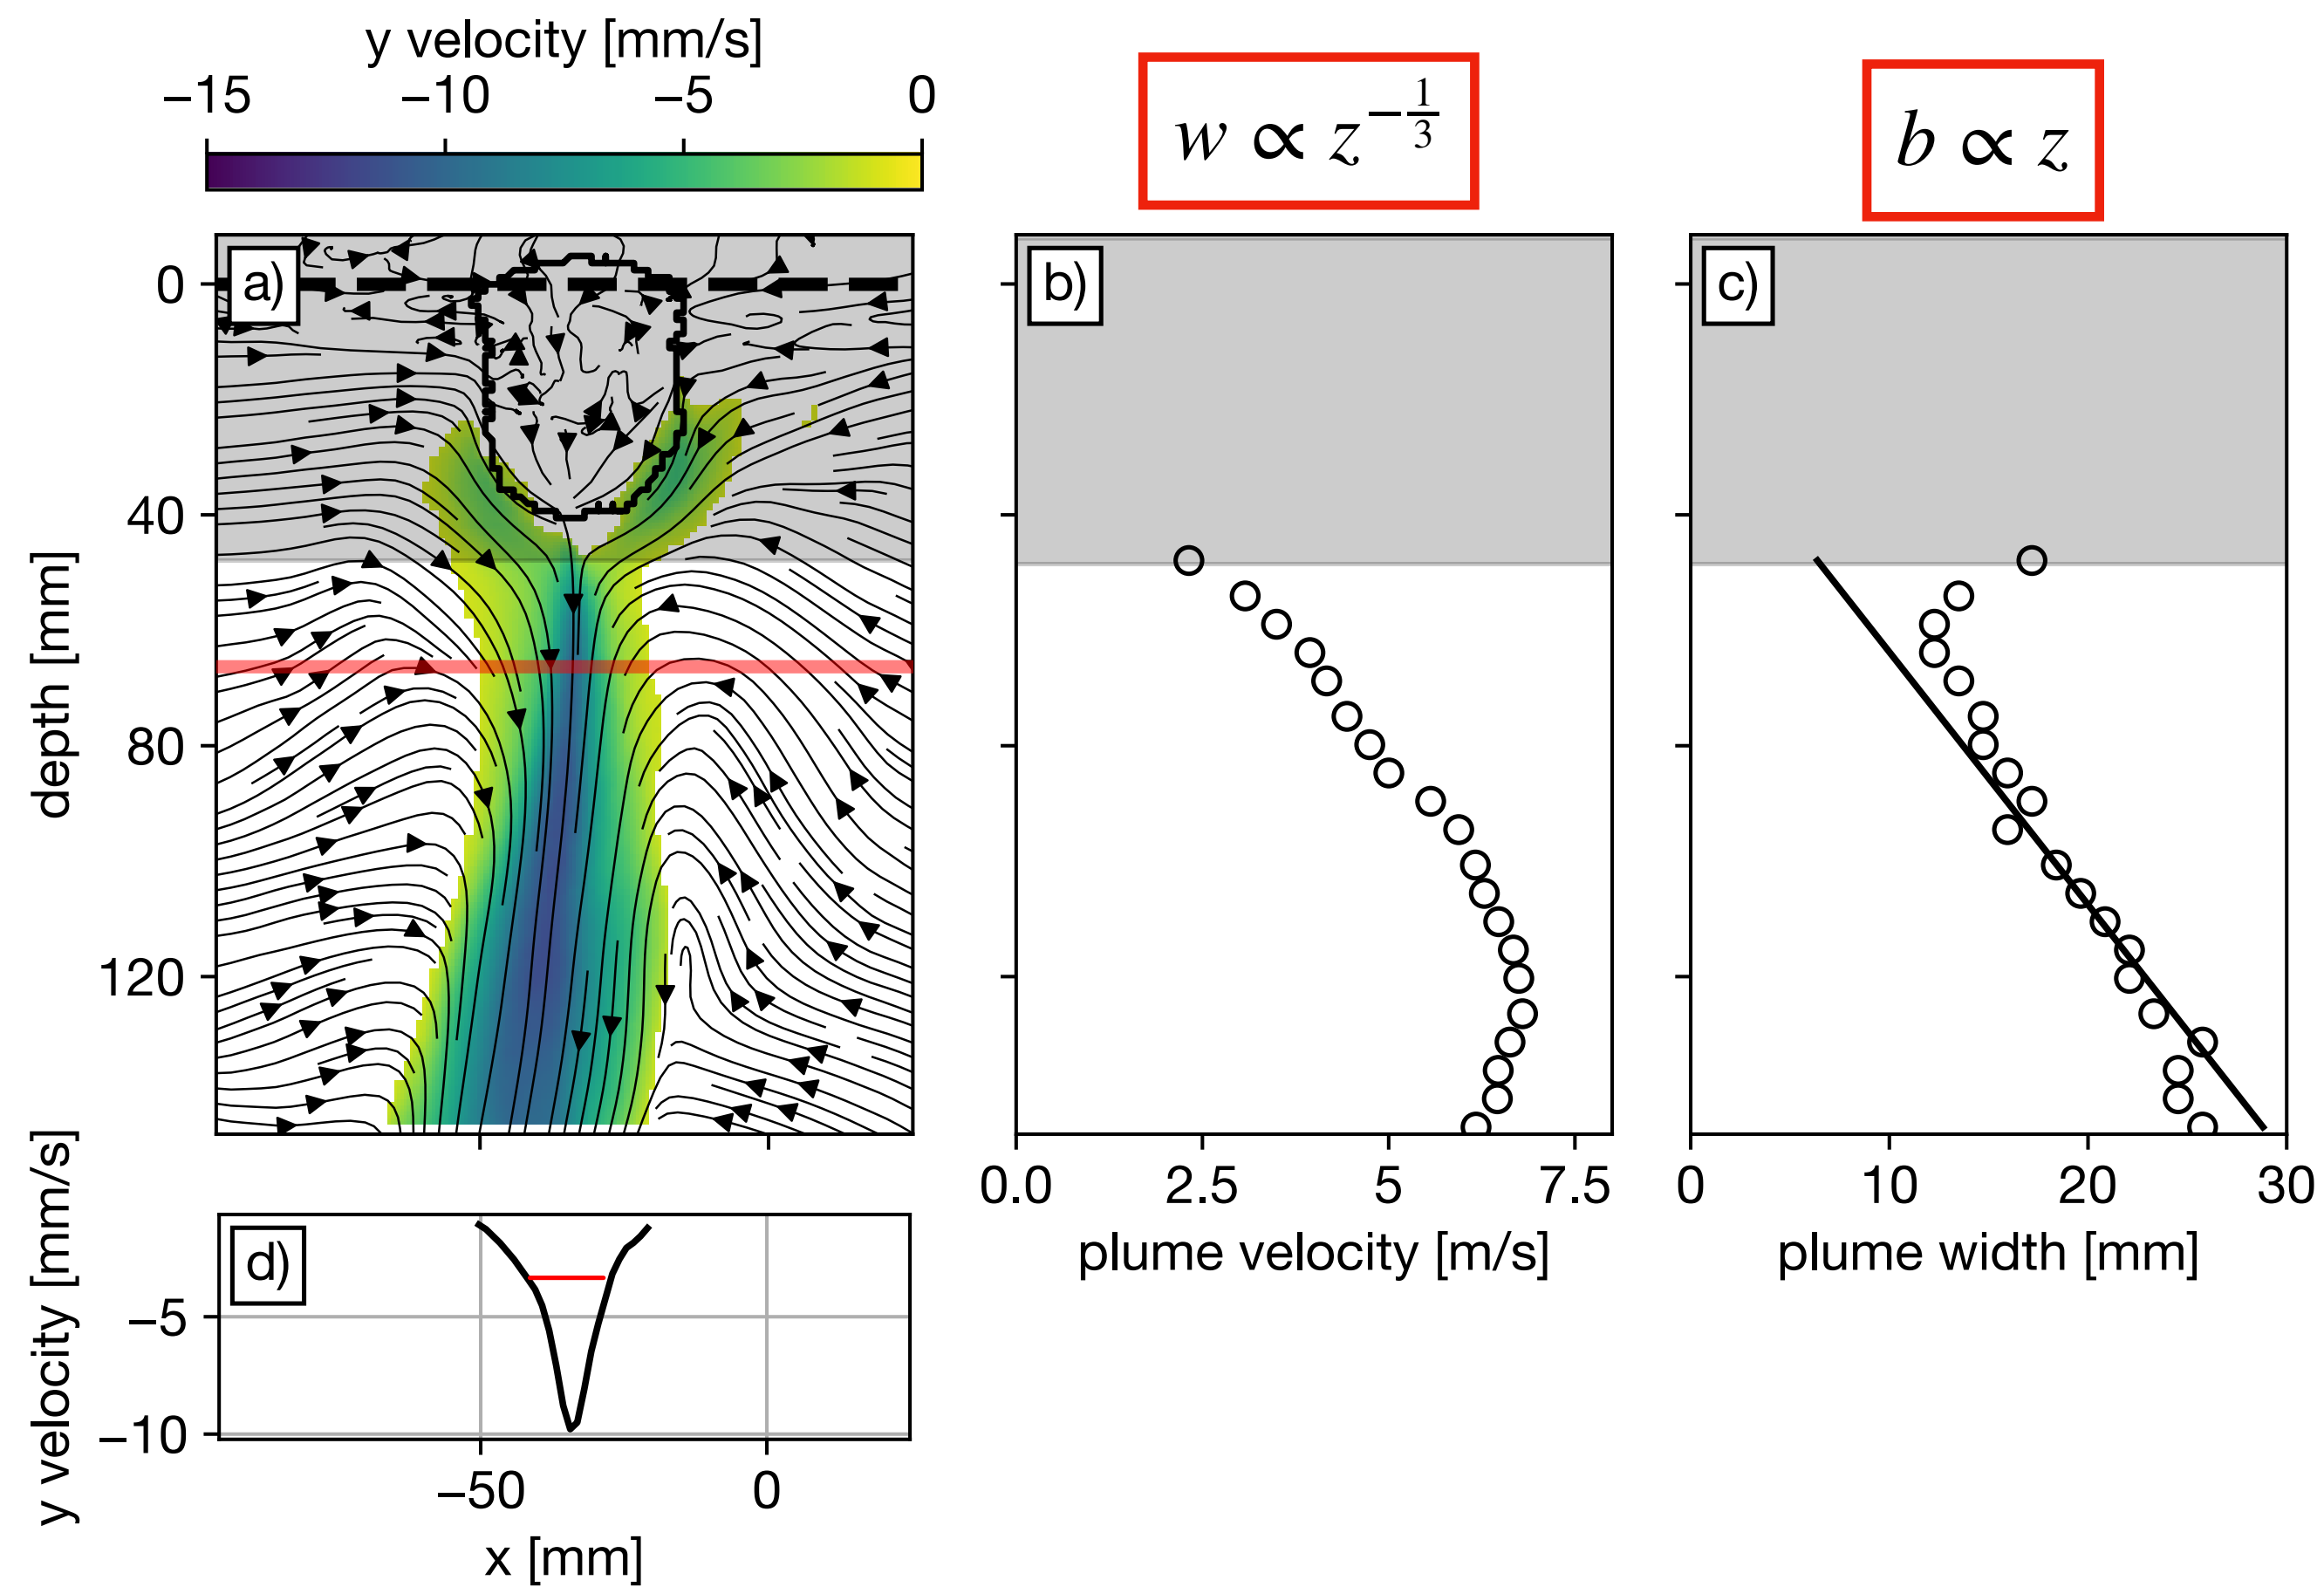 y velocity [mm/s]
−15 −10 −5 0
w ∝ z^{−1/3}
b ∝ z
a)
b)
c)
depth [mm]
0
40
80
120
0.0 2.5 5 7.5
plume velocity [m/s]
0 10 20 30
plume width [mm]
d)
y velocity [mm/s]
−5
−10
−50 0
x [mm]